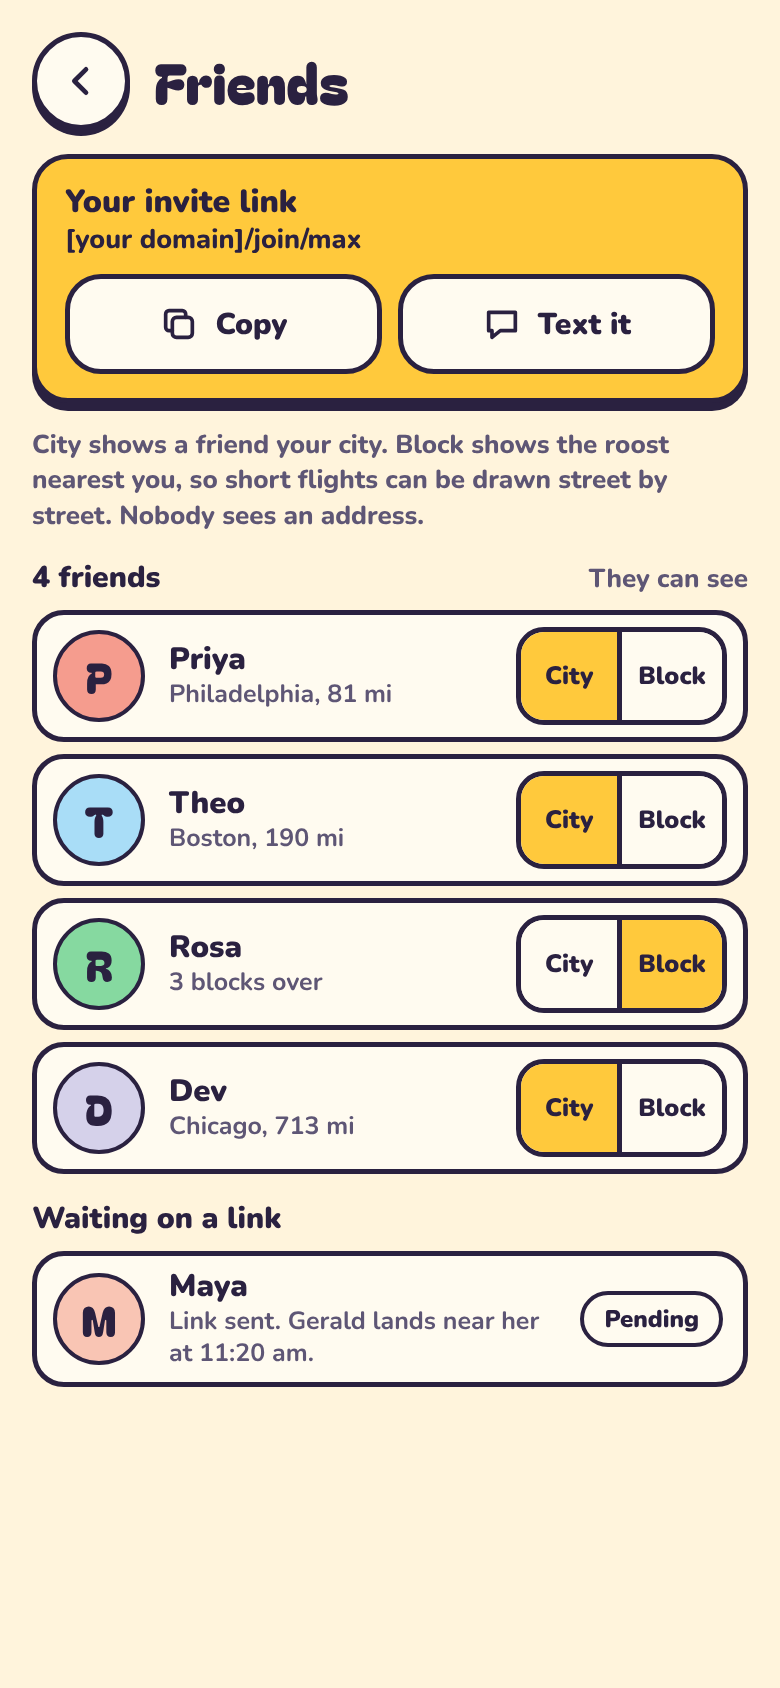 Friends
Your invite link
[your domain]/join/max
Copy
Text it
City shows a friend your city. Block shows the roost
nearest you, so short flights can be drawn street by
street. Nobody sees an address.
4 friends
They can see
P
Priya
Philadelphia, 81 mi
City
Block
T
Theo
Boston, 190 mi
City
Block
R
Rosa
3 blocks over
City
Block
D
Dev
Chicago, 713 mi
City
Block
Waiting on a link
M
Maya
Link sent. Gerald lands near her
at 11:20 am.
Pending